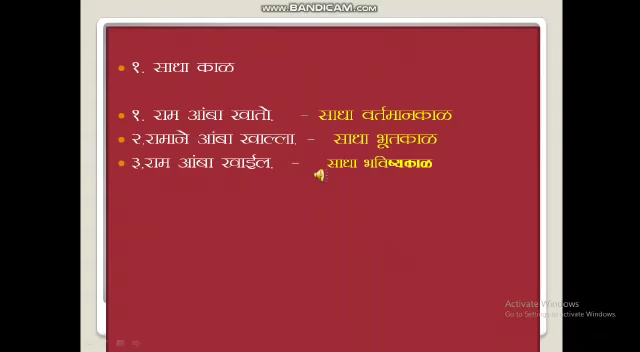 www.BANDICAM.com
• १. साधा काळ
• १. राम आंबा खातो. - साधा वर्तमानकाळ
• २.रामाने आंबा खाल्ला. - साधा भूतकाळ
• ३.राम आंबा खाईल. - साधा भविष्यकाळ
Activate Windows
Go to Settings to activate Windows.